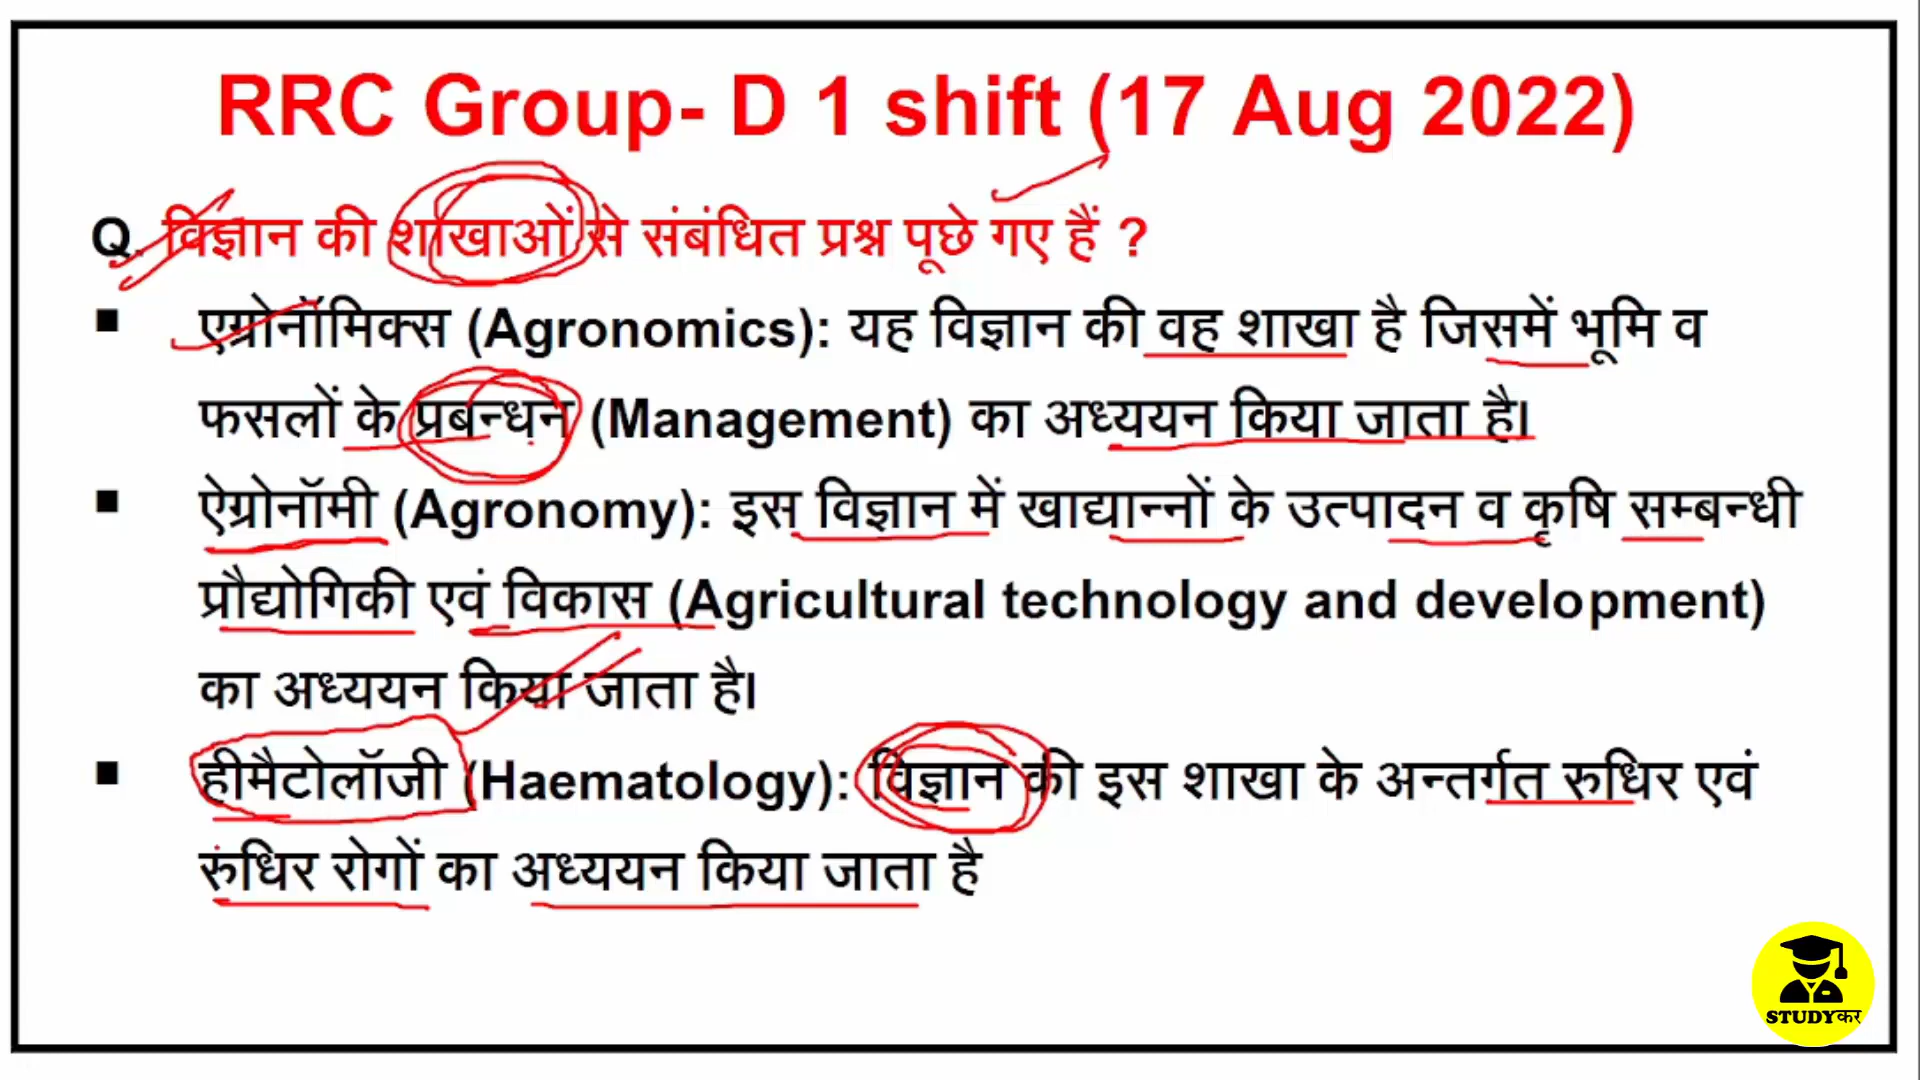 RRC Group- D 1 shift (17 Aug 2022)
Q. विज्ञान की शाखाओं से संबंधित प्रश्न पूछे गए हैं ?
▪ एग्रोनॉमिक्स (Agronomics): यह विज्ञान की वह शाखा है जिसमें भूमि व
फसलों के प्रबन्धन (Management) का अध्ययन किया जाता है।
▪ ऐग्रोनॉमी (Agronomy): इस विज्ञान में खाद्यान्नों के उत्पादन व कृषि सम्बन्धी
प्रौद्योगिकी एवं विकास (Agricultural technology and development)
का अध्ययन किया जाता है।
▪ हीमैटोलॉजी (Haematology): विज्ञान की इस शाखा के अन्तर्गत रुधिर एवं
रुधिर रोगों का अध्ययन किया जाता है
STUDYकर